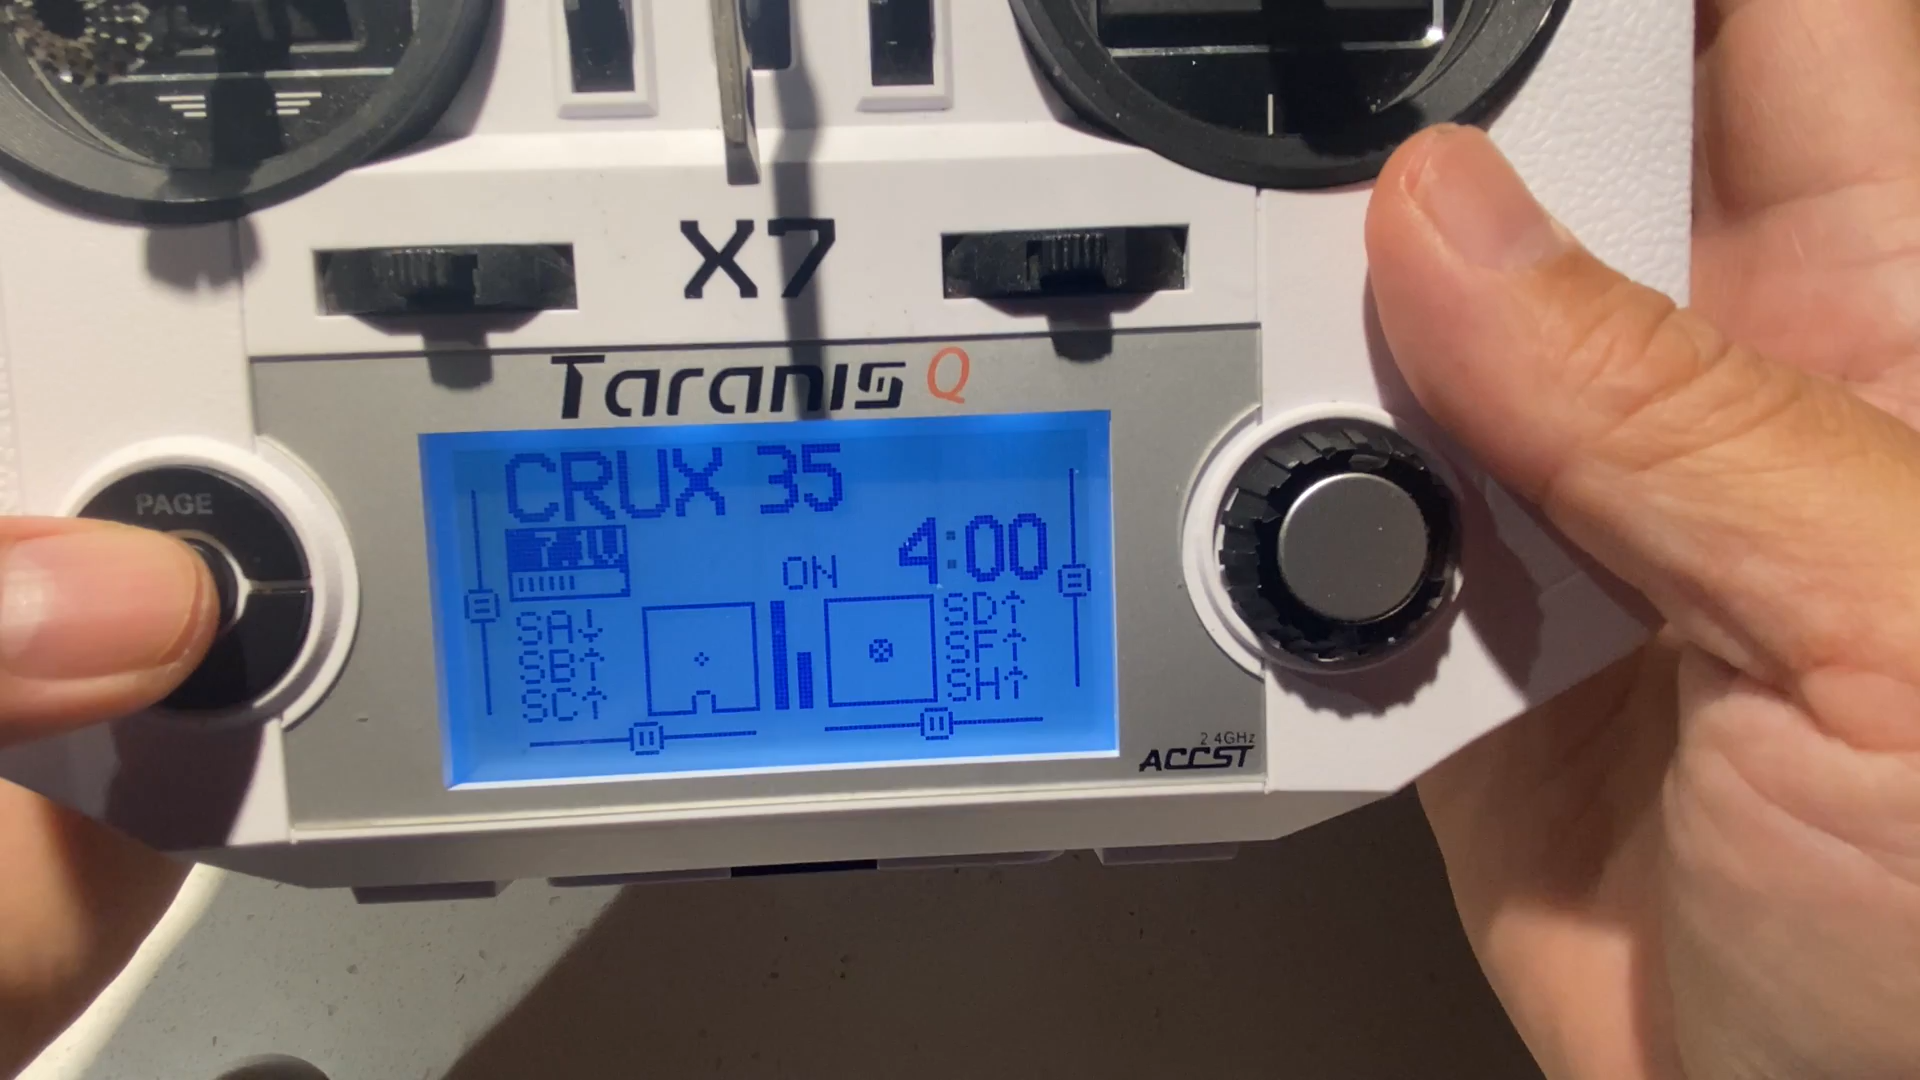 X7
Taranis Q
PAGE
CRUX 35
7.1V
ON
4:00
SA↓
SB↑
SC↑
SD↑
SF↑
SH↑
2.4GHz
ACCST